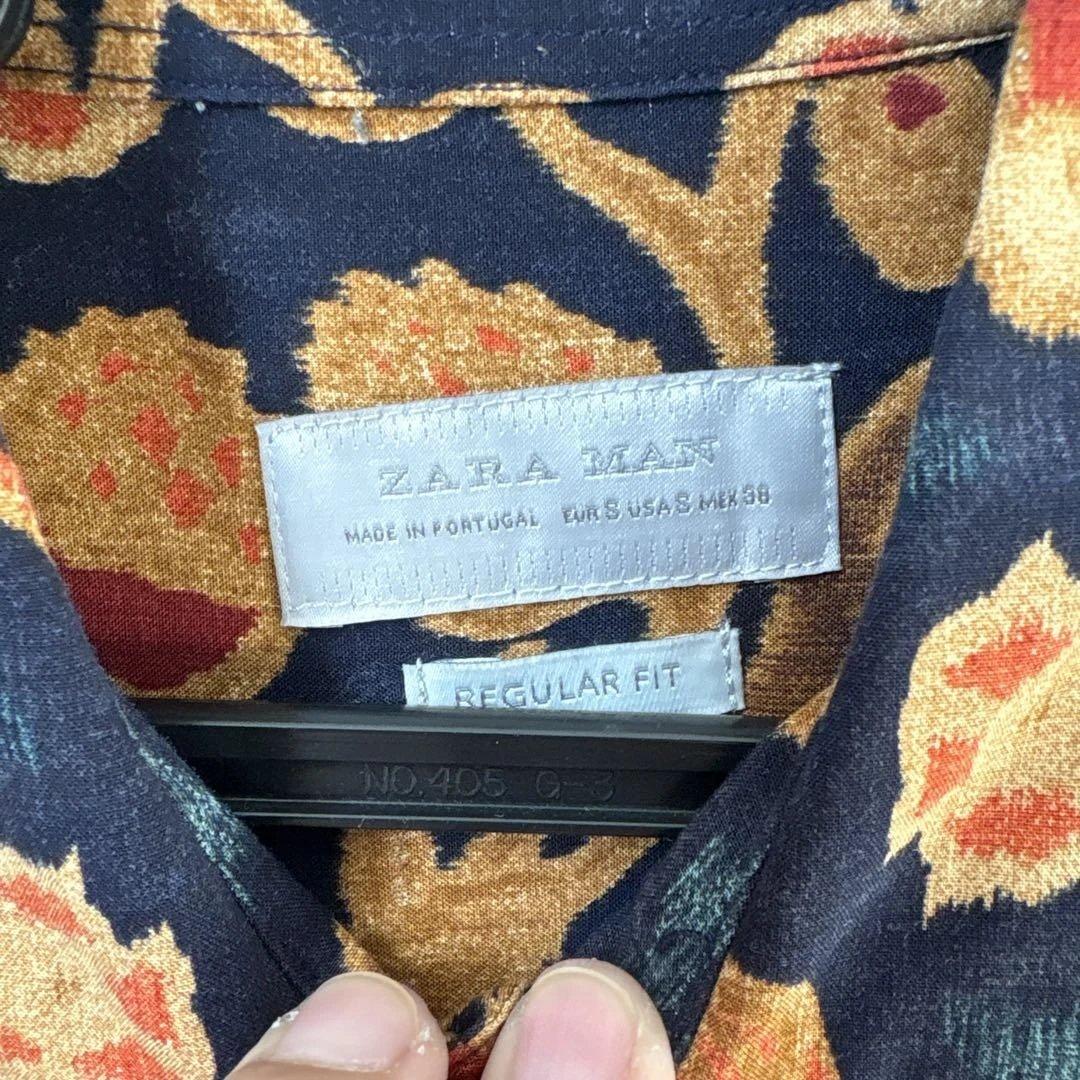 ZARA MAN
MADE IN PORTUGAL EUR S USA S MEX 38
REGULAR FIT
NO.405 G-3